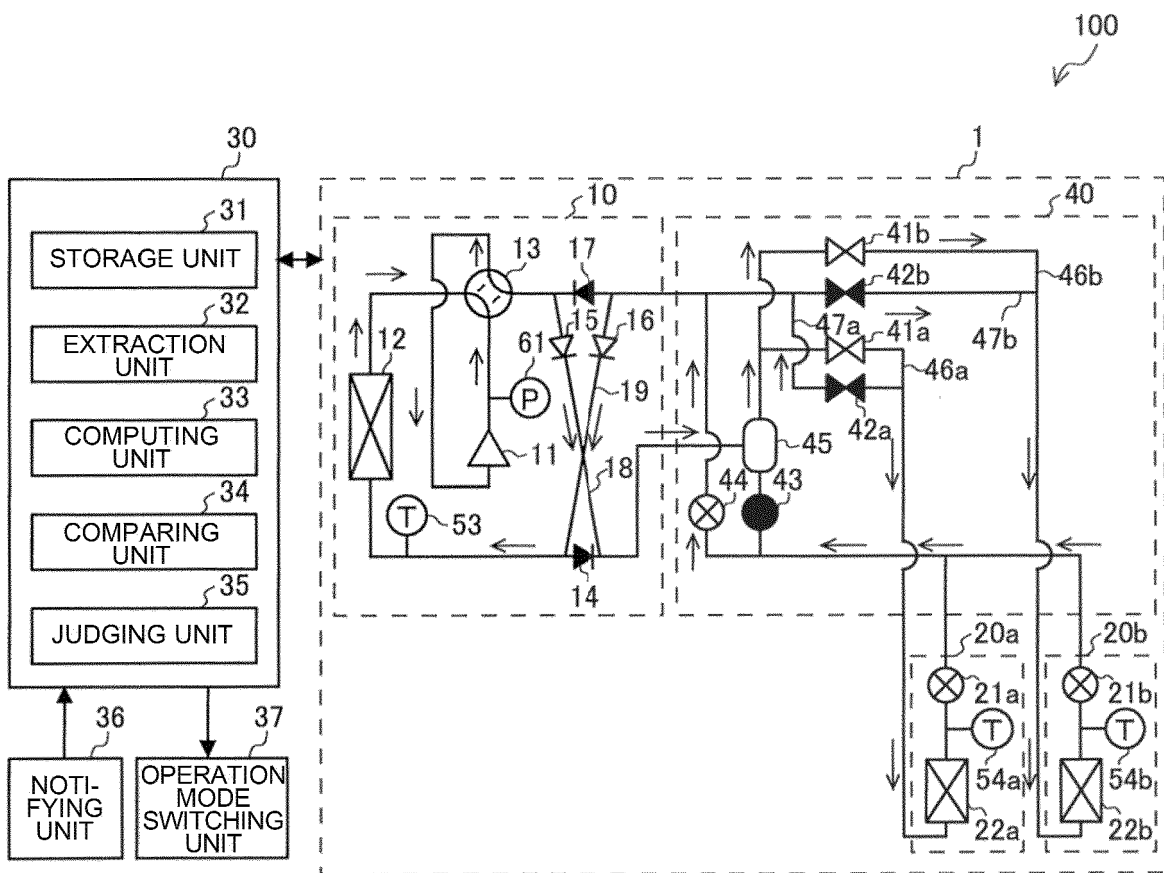 100
30
1
31
STORAGE UNIT
32
EXTRACTION
UNIT
33
COMPUTING
UNIT
34
COMPARING
UNIT
35
JUDGING UNIT
36
NOTI-
FYING
UNIT
37
OPERATION
MODE
SWITCHING
UNIT
10
13
17
12
61
P
15
16
19
11
18
T
53
14
40
41b
42b
46b
47a
41a
47b
46a
42a
45
44
43
20a
20b
21a
21b
T
T
54a
54b
22a
22b